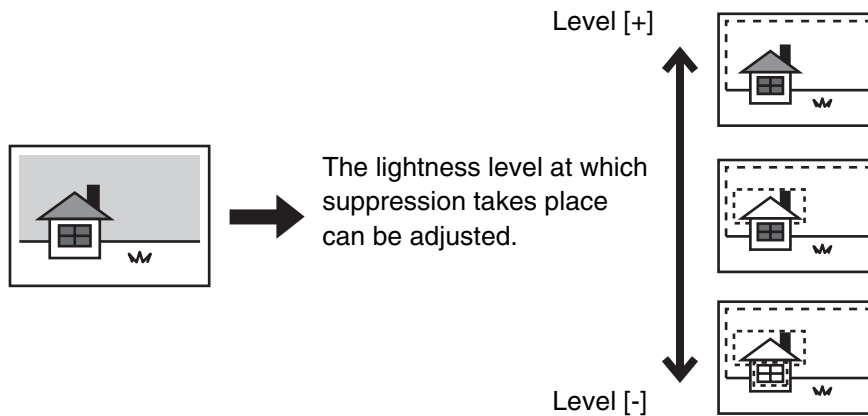 Level [+]
The lightness level at which
suppression takes place
can be adjusted.
Level [-]